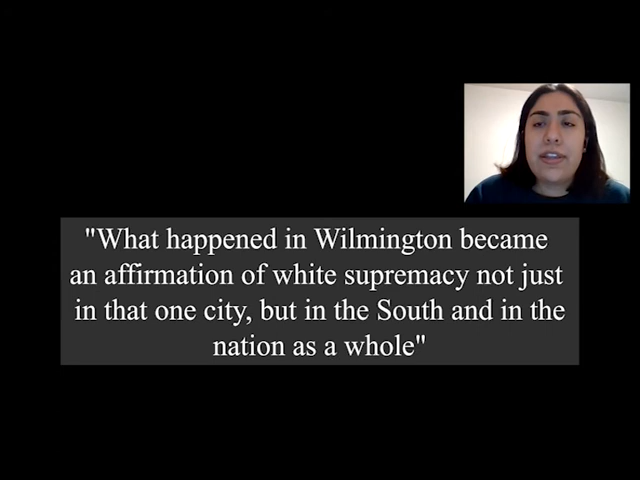 "What happened in Wilmington became
an affirmation of white supremacy not just
in that one city, but in the South and in the
nation as a whole"